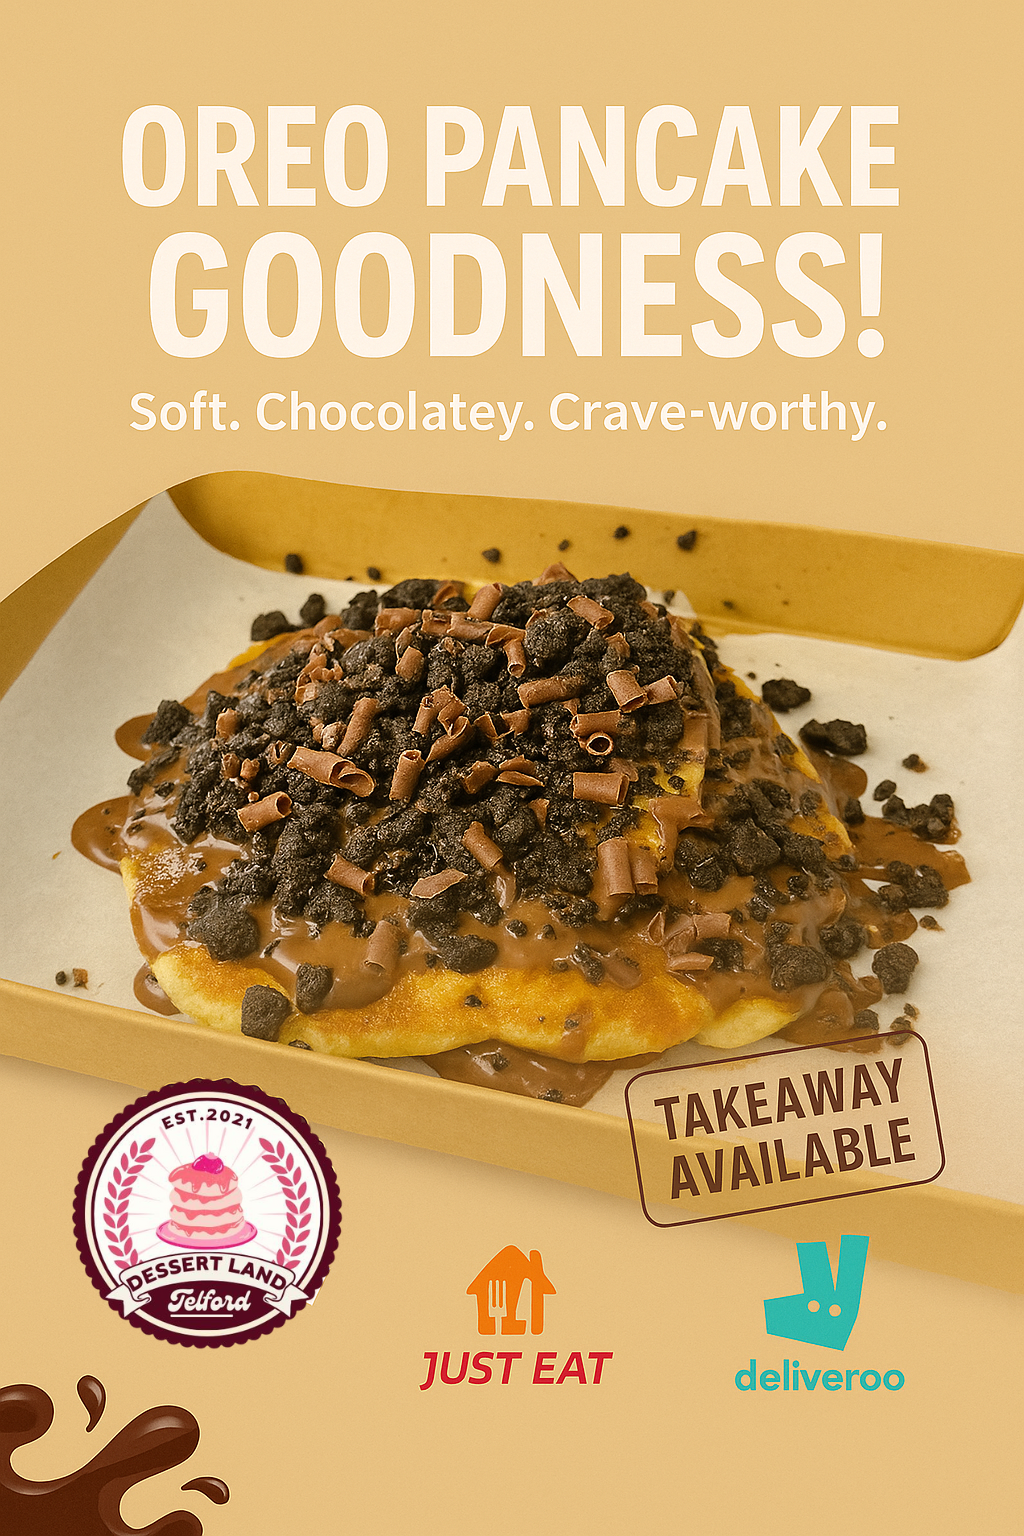 OREO PANCAKE
GOODNESS!
Soft. Chocolatey. Crave-worthy.
TAKEAWAY
AVAILABLE
EST.2021
DESSERT LAND
Telford
JUST EAT
deliveroo